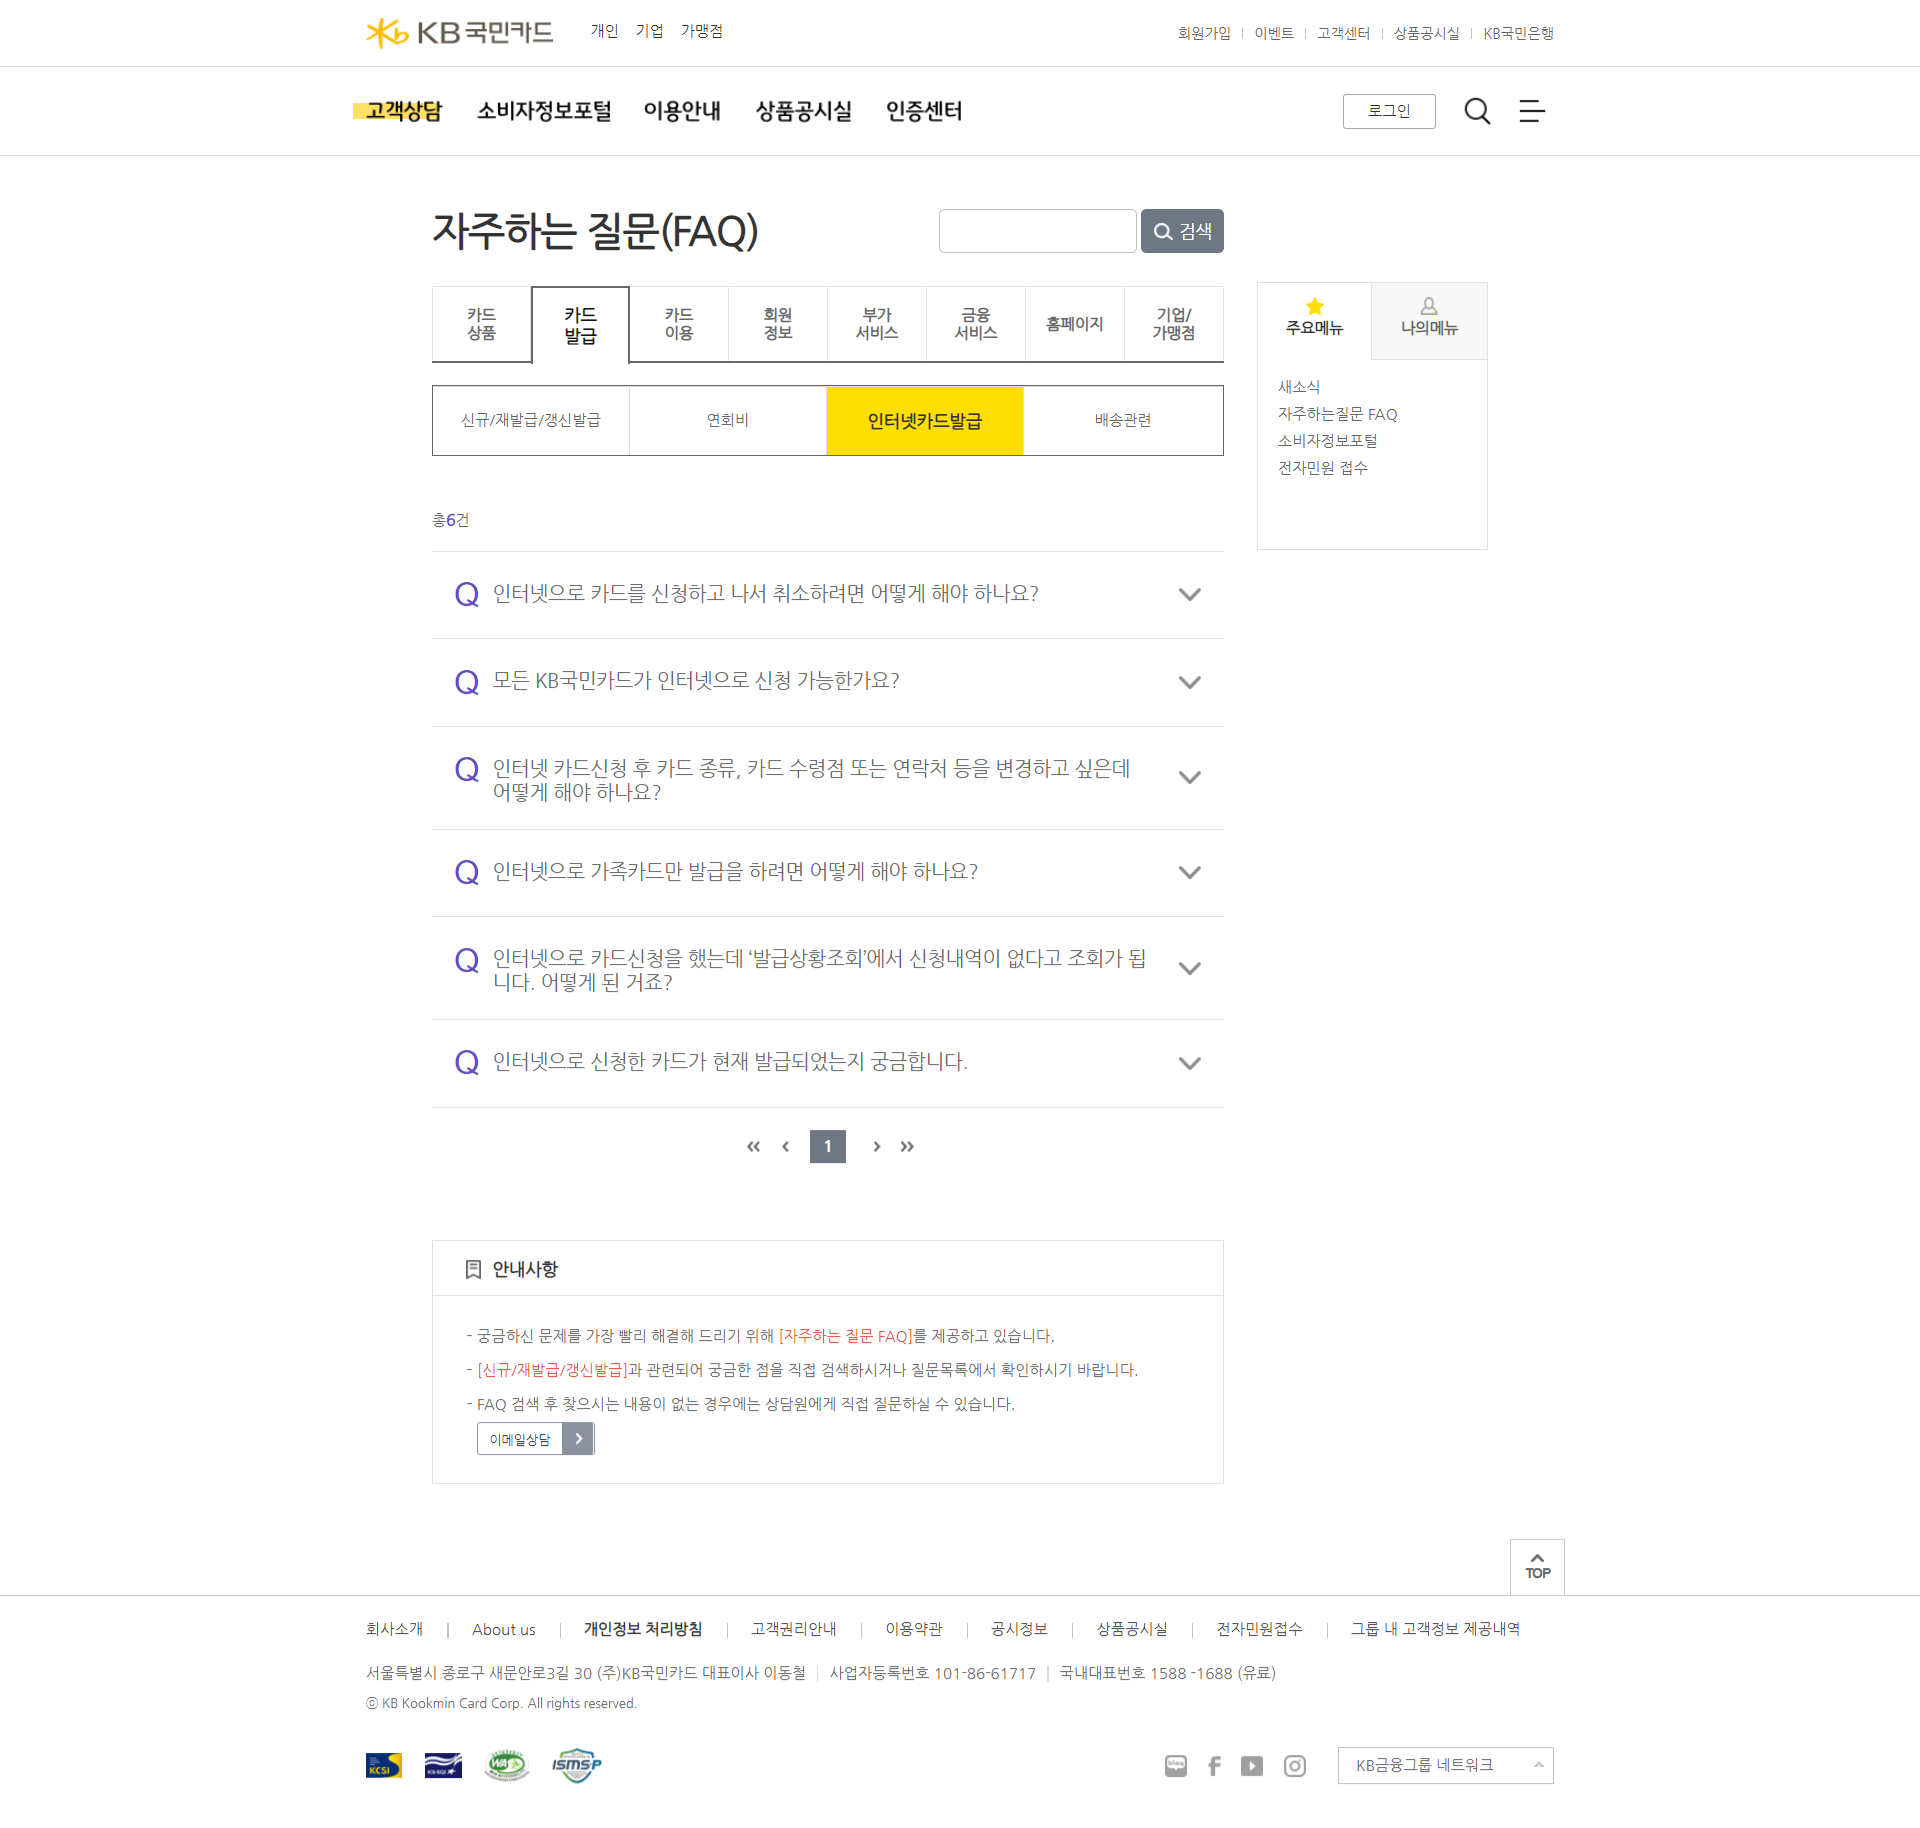 KB국민카드
개인 기업 가맹점
회원가입 이벤트 고객센터 상품공시실 KB국민은행
고객상담 소비자정보포털 이용안내 상품공시실 인증센터
로그인
자주하는 질문(FAQ)
검색
카드
상품
카드
발급
카드
이용
회원
정보
부가
서비스
금융
서비스
홈페이지
기업/
가맹점
주요메뉴
나의메뉴
신규/재발급/갱신발급 연회비 인터넷카드발급 배송관련
새소식
자주하는질문 FAQ
소비자정보포털
전자민원 접수
총6건
Q 인터넷으로 카드를 신청하고 나서 취소하려면 어떻게 해야 하나요?
Q 모든 KB국민카드가 인터넷으로 신청 가능한가요?
Q 인터넷 카드신청 후 카드 종류, 카드 수령점 또는 연락처 등을 변경하고 싶은데
어떻게 해야 하나요?
Q 인터넷으로 가족카드만 발급을 하려면 어떻게 해야 하나요?
Q 인터넷으로 카드신청을 했는데 ‘발급상황조회’에서 신청내역이 없다고 조회가 됩
니다. 어떻게 된 거죠?
Q 인터넷으로 신청한 카드가 현재 발급되었는지 궁금합니다.
1
안내사항
- 궁금하신 문제를 가장 빨리 해결해 드리기 위해 [자주하는 질문 FAQ]를 제공하고 있습니다.
- [신규/재발급/갱신발급]과 관련되어 궁금한 점을 직접 검색하시거나 질문목록에서 확인하시기 바랍니다.
- FAQ 검색 후 찾으시는 내용이 없는 경우에는 상담원에게 직접 질문하실 수 있습니다.
이메일상담
TOP
회사소개 About us 개인정보 처리방침 고객권리안내 이용약관 공시정보 상품공시실 전자민원접수 그룹 내 고객정보 제공내역
서울특별시 종로구 새문안로3길 30 (주)KB국민카드 대표이사 이동철 | 사업자등록번호 101-86-61717 | 국내대표번호 1588 -1688 (유료)
ⓒ KB Kookmin Card Corp. All rights reserved.
KCSI
KS-SQI
WA
ISMS-P
blog
KB금융그룹 네트워크